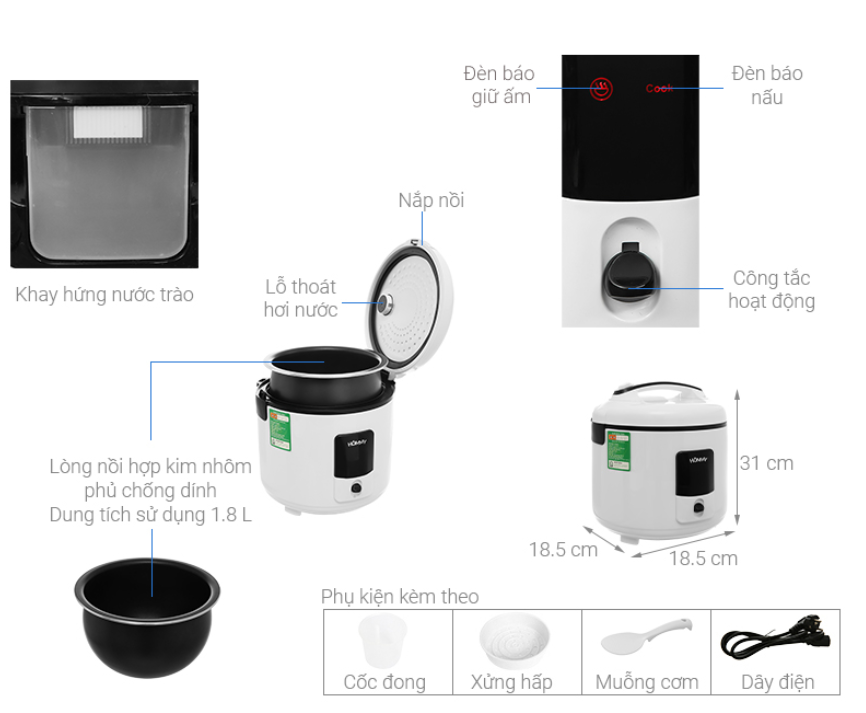 Đèn báo
giữ ấm
Cook
Đèn báo
nấu
Nắp nồi
Khay hứng nước trào
Lỗ thoát
hơi nước
Công tắc
hoạt động
Lòng nồi hợp kim nhôm
phủ chống dính
Dung tích sử dụng 1.8 L
31 cm
18.5 cm
18.5 cm
Phụ kiện kèm theo
Cốc đong
Xửng hấp
Muỗng cơm
Dây điện